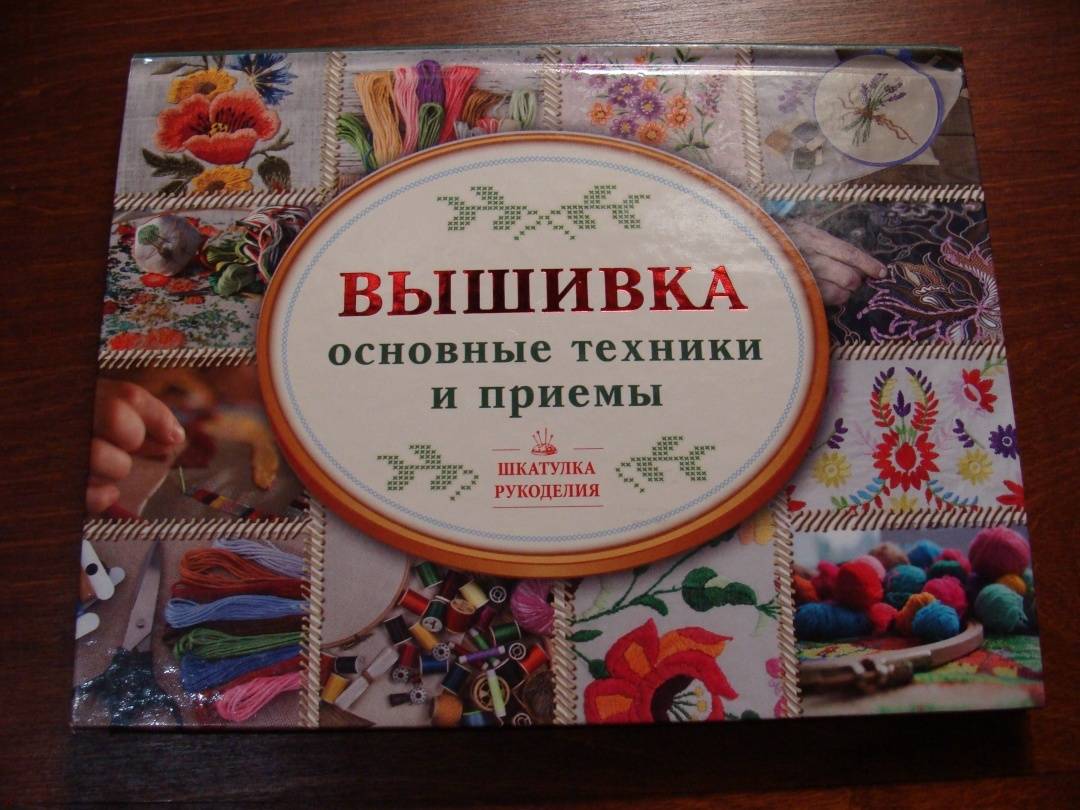 ВЫШИВКА
основные техники
и приемы
ШКАТУЛКА
РУКОДЕЛИЯ